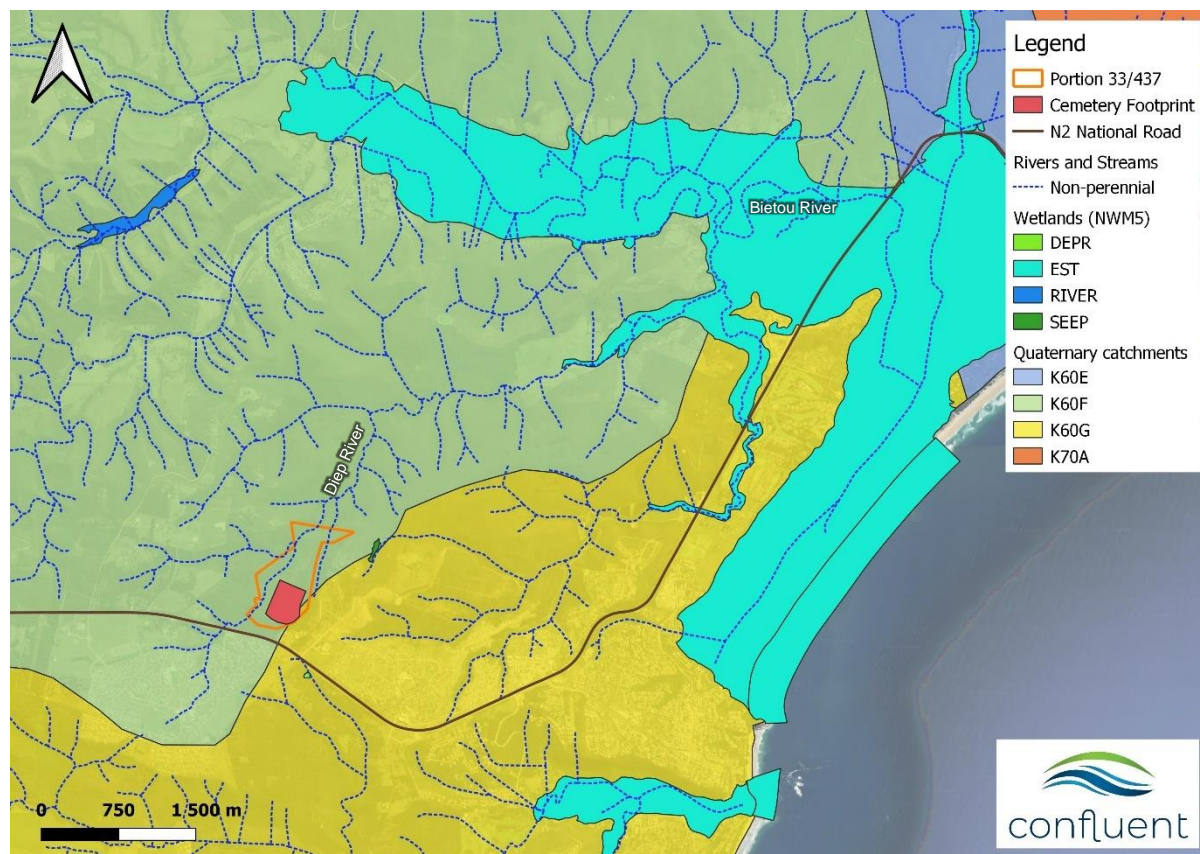 Legend
Portion 33/437
Cemetery Footprint
N2 National Road
Rivers and Streams
Non-perennial
Wetlands (NWM5)
DEPR
EST
RIVER
SEEP
Quaternary catchments
K60E
K60F
K60G
K70A
Bietou River
Diep River
0 750 1 500 m
confluent